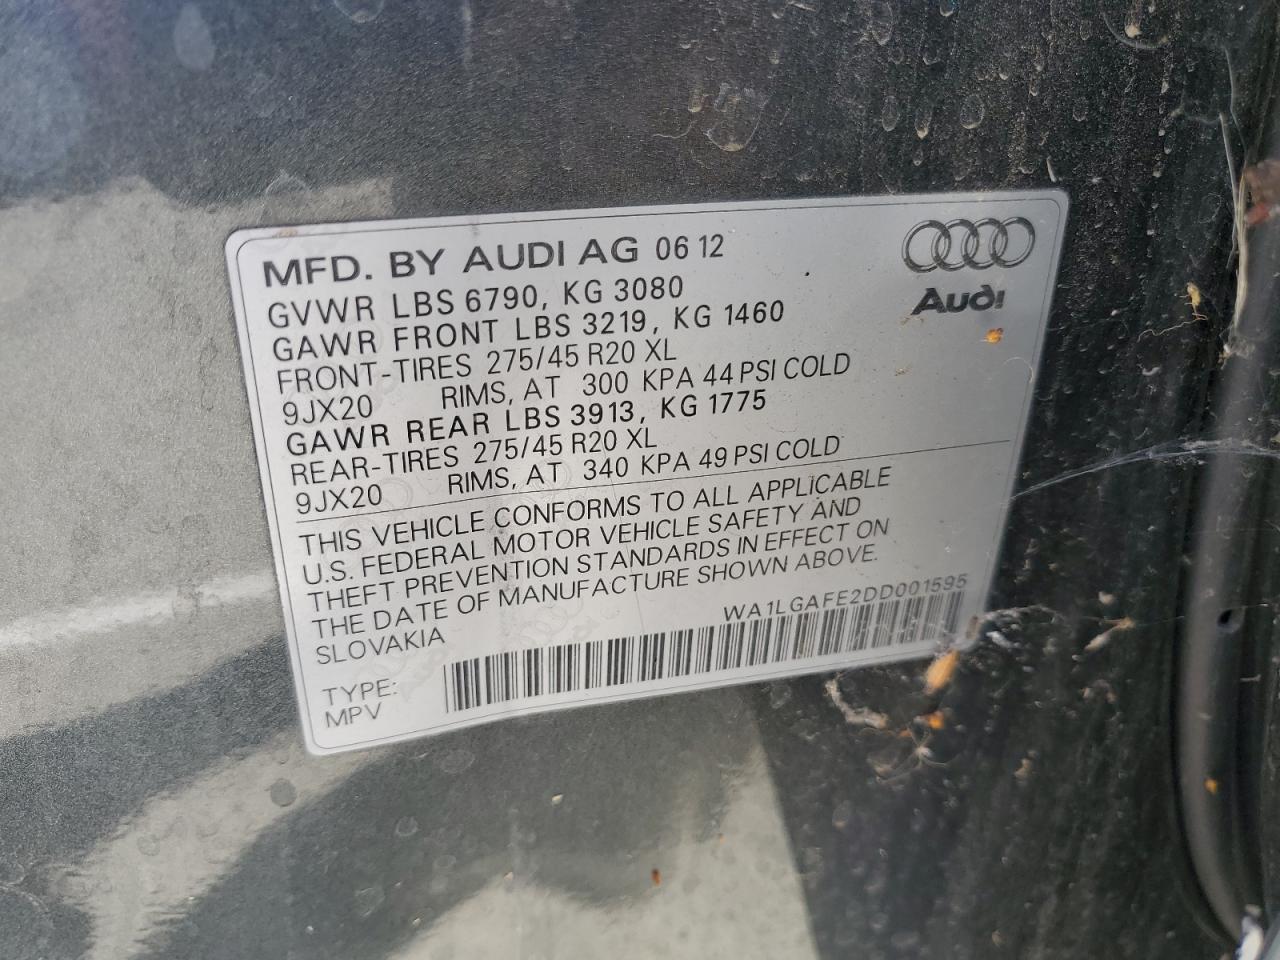 MFD. BY AUDI AG 06 12
Audi
GVWR LBS 6790, KG 3080
GAWR FRONT LBS 3219, KG 1460
FRONT-TIRES 275/45 R20 XL
9JX20 RIMS, AT 300 KPA 44 PSI COLD
GAWR REAR LBS 3913, KG 1775
REAR-TIRES 275/45 R20 XL
9JX20 RIMS, AT 340 KPA 49 PSI COLD
THIS VEHICLE CONFORMS TO ALL APPLICABLE
U.S. FEDERAL MOTOR VEHICLE SAFETY AND
THEFT PREVENTION STANDARDS IN EFFECT ON
THE DATE OF MANUFACTURE SHOWN ABOVE.
SLOVAKIA
WA1LGAFE2DD001595
TYPE:
MPV